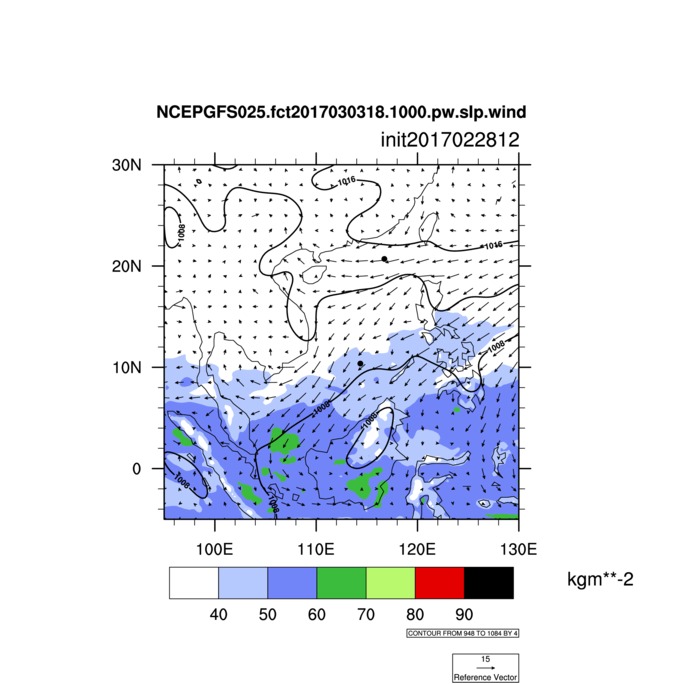 NCEPGFS025.fct2017030318.1000.pw.slp.wind
init2017022812
30N
20N
10N
0
100E 110E 120E 130E
1016
1016
1008
1008
1008
1008
1008
1008
kgm**-2
40 50 60 70 80 90
CONTOUR FROM 948 TO 1084 BY 4
15
Reference Vector